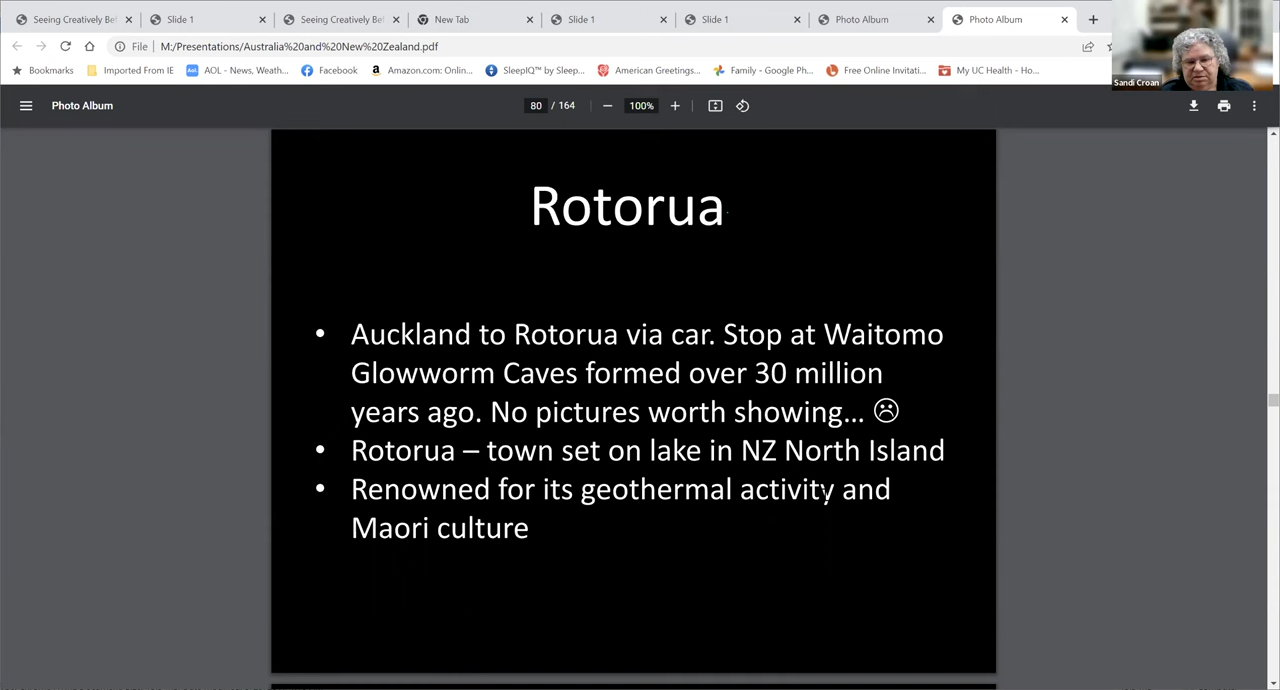 Seeing Creatively Bef
Slide 1
Seeing Creatively Bef
New Tab
Slide 1
Slide 1
Photo Album
Photo Album
File M:/Presentations/Australia%20and%20New%20Zealand.pdf
Bookmarks
Imported From IE
AOL - News, Weath...
Facebook
Amazon.com: Onlin...
SleepIQ™ by Sleep...
American Greetings...
Family - Google Ph...
Free Online Invitati...
My UC Health - Ho...
Sandi Croan
Photo Album
80 / 164
100%
Rotorua
• Auckland to Rotorua via car. Stop at Waitomo
Glowworm Caves formed over 30 million
years ago. No pictures worth showing... ☹
• Rotorua – town set on lake in NZ North Island
• Renowned for its geothermal activity and
Maori culture